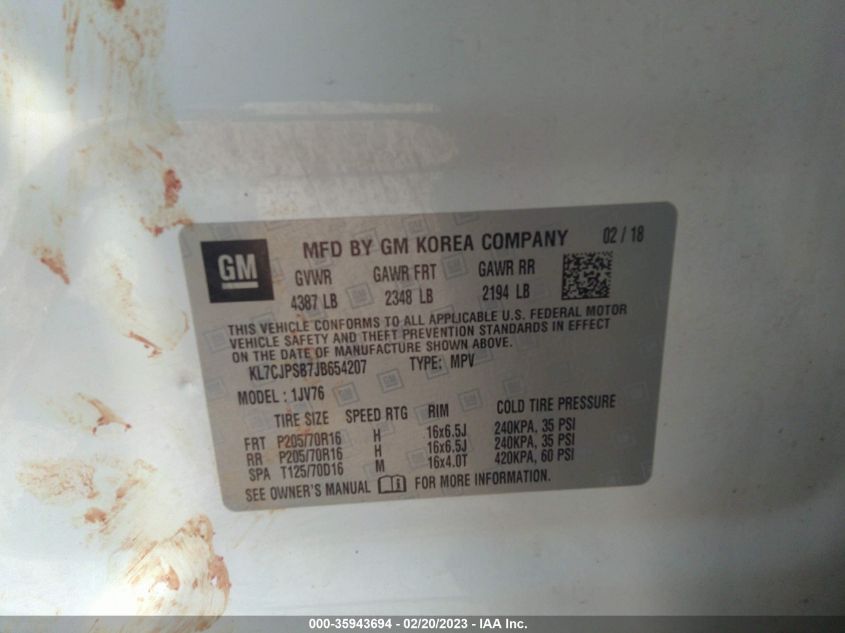 GM
MFD BY GM KOREA COMPANY 02 / 18
GVWR GAWR FRT GAWR RR
4387 LB 2348 LB 2194 LB
THIS VEHICLE CONFORMS TO ALL APPLICABLE U.S. FEDERAL MOTOR
VEHICLE SAFETY AND THEFT PREVENTION STANDARDS IN EFFECT
ON THE DATE OF MANUFACTURE SHOWN ABOVE.
KL7CJPSB7JB654207 TYPE: MPV
MODEL : 1JV76
TIRE SIZE SPEED RTG RIM COLD TIRE PRESSURE
FRT P205/70R16 H 16x6.5J 240KPA, 35 PSI
RR P205/70R16 H 16x6.5J 240KPA, 35 PSI
SPA T125/70D16 M 16x4.0T 420KPA, 60 PSI
SEE OWNER'S MANUAL FOR MORE INFORMATION.
000-35943694 - 02/20/2023 - IAA Inc.